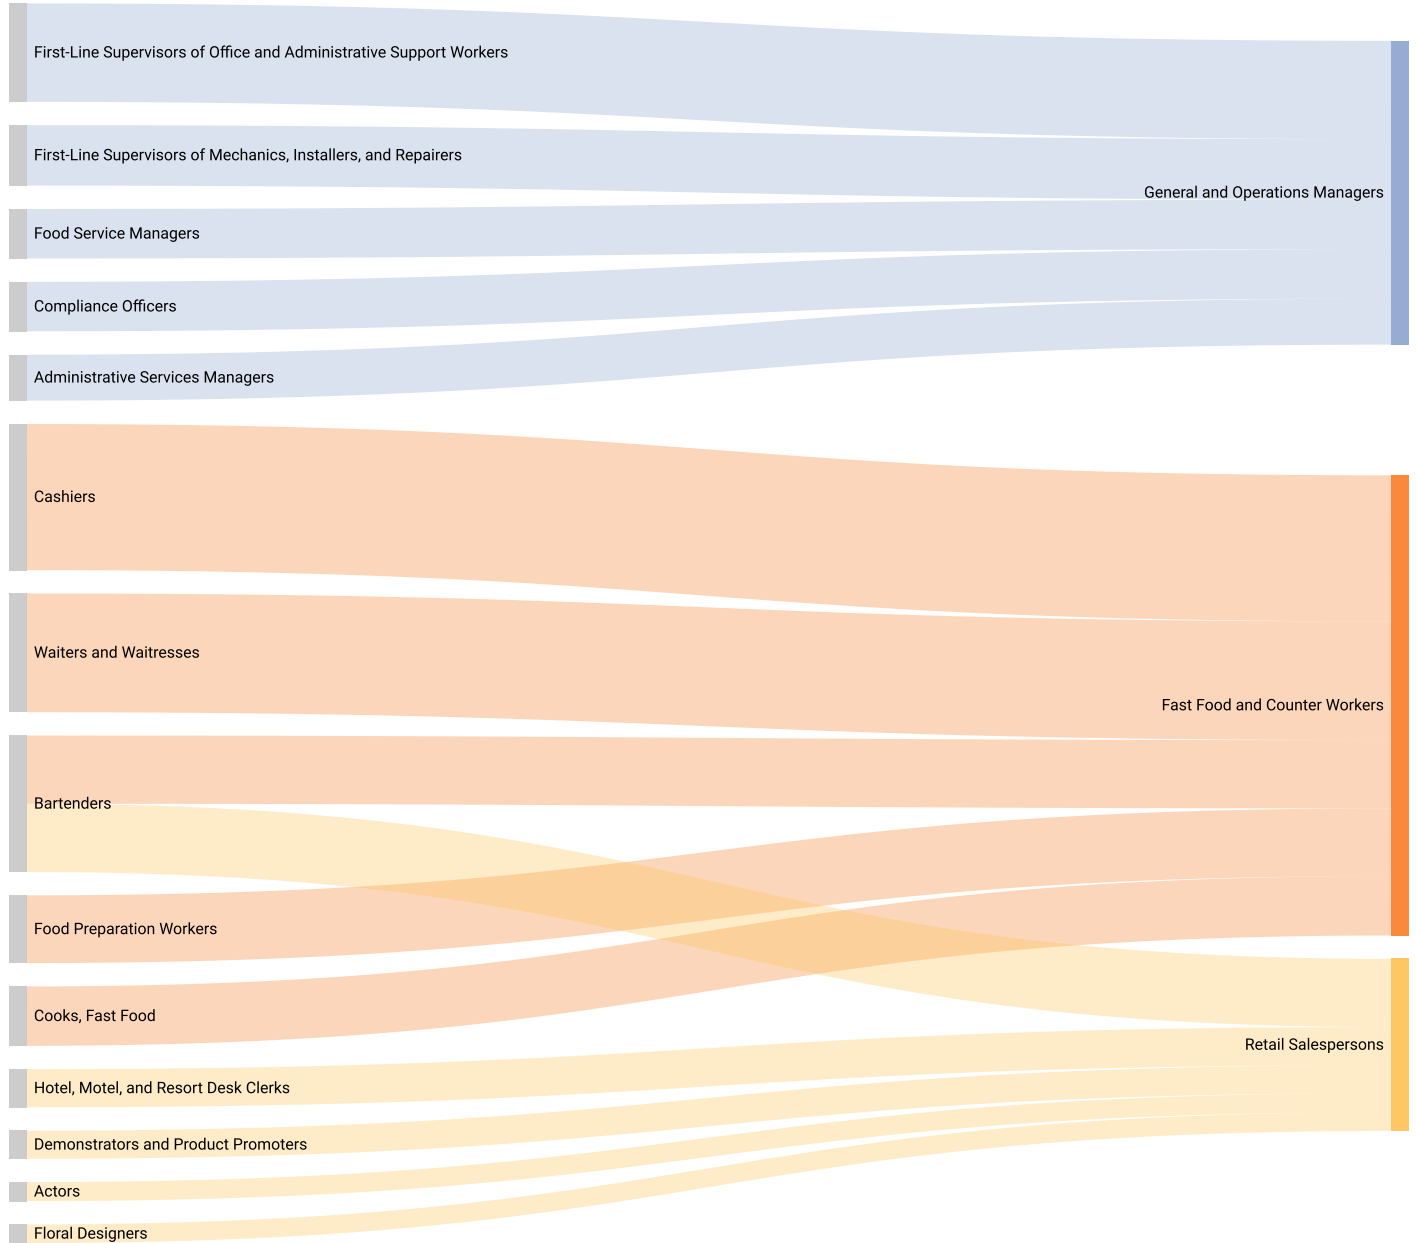 First-Line Supervisors of Office and Administrative Support Workers
First-Line Supervisors of Mechanics, Installers, and Repairers
General and Operations Managers
Food Service Managers
Compliance Officers
Administrative Services Managers
Cashiers
Waiters and Waitresses
Fast Food and Counter Workers
Bartenders
Food Preparation Workers
Cooks, Fast Food
Retail Salespersons
Hotel, Motel, and Resort Desk Clerks
Demonstrators and Product Promoters
Actors
Floral Designers